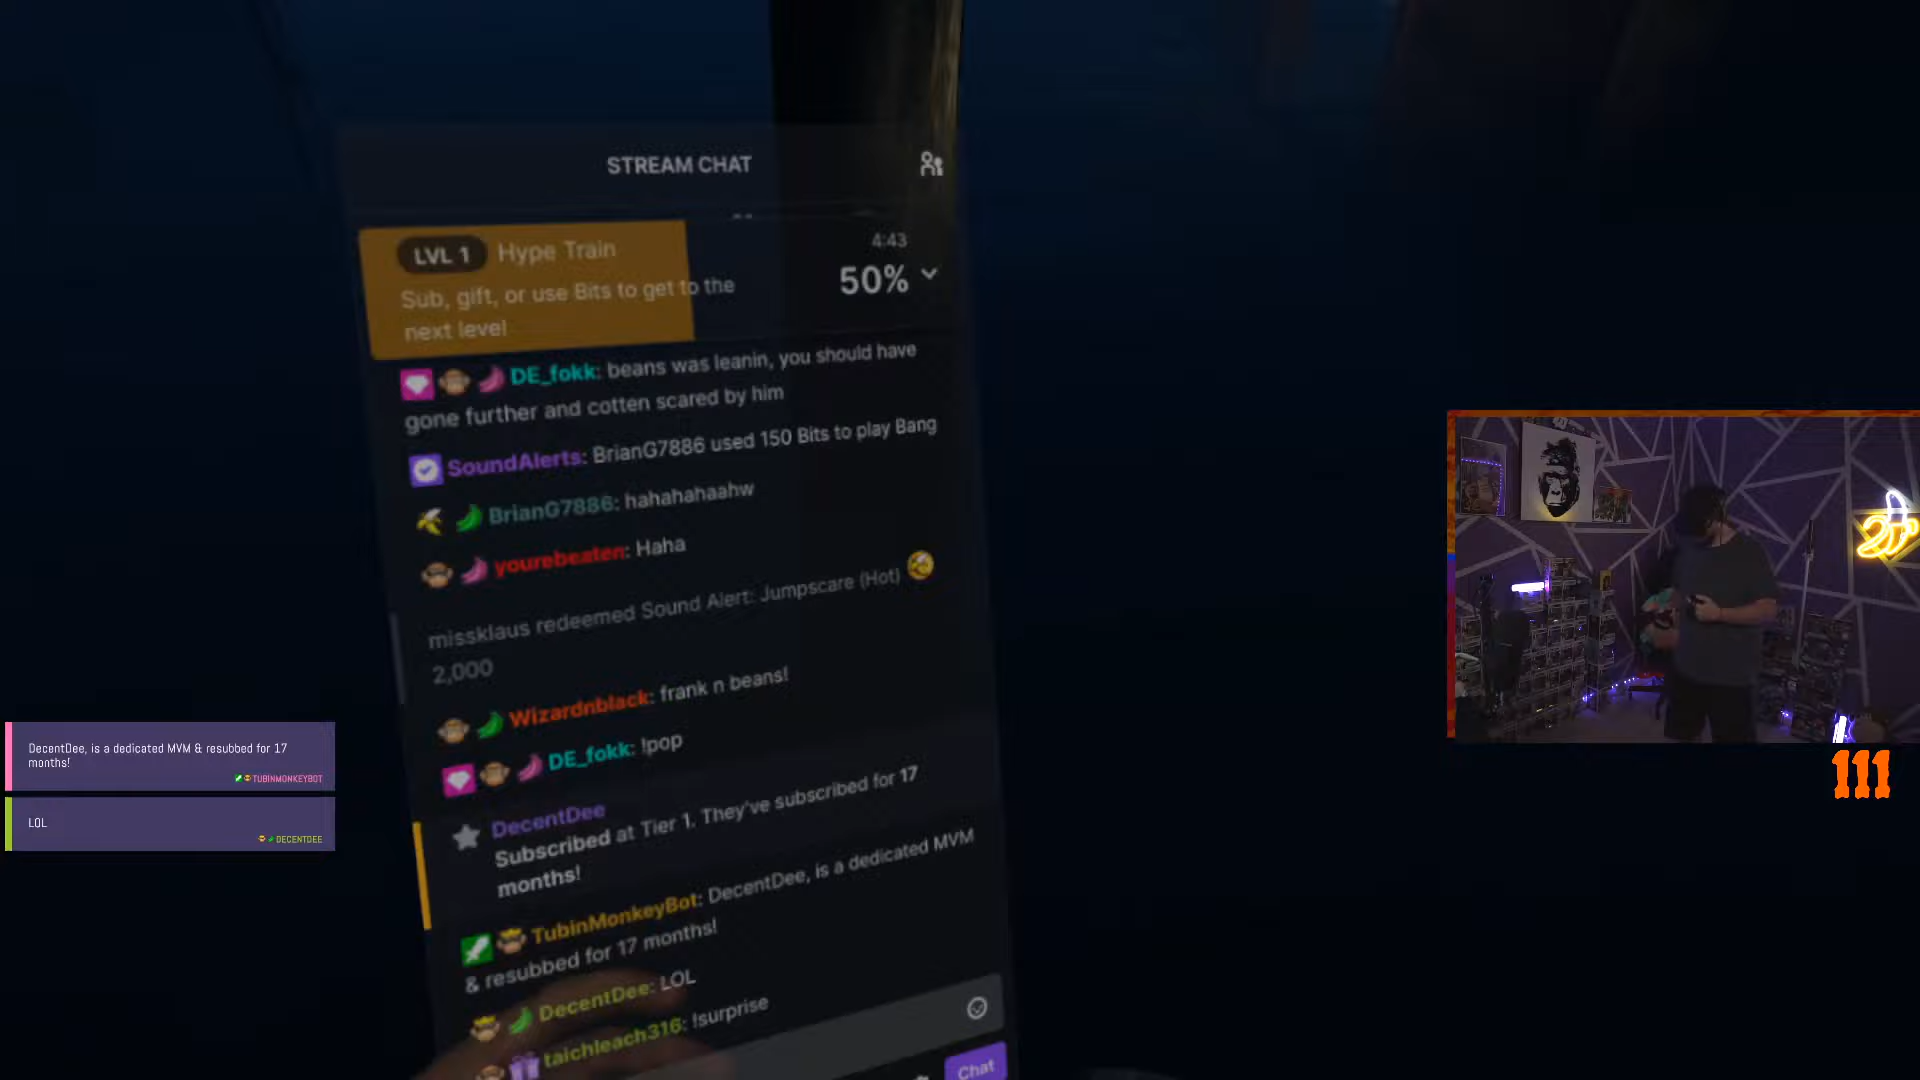 STREAM CHAT
LVL 1 Hype Train
4:43
50%
Sub, gift, or use Bits to get to the
next level
DE_fokk: beans was leanin, you should have
gone further and cotten scared by him
SoundAlerts: BrianG7886 used 150 Bits to play Bang
BrianG7886: hahahahaahw
yourebeaten: Haha
missklaus redeemed Sound Alert: Jumpscare (Hot)
2,000
Wizardnblack: frank n beans!
DE_fokk: !pop
DecentDee
Subscribed at Tier 1. They've subscribed for 17
months!
TubinMonkeyBot: DecentDee, is a dedicated MVM
& resubbed for 17 months!
DecentDee: LOL
taichleach316: !surprise
Chat
DecentDee, is a dedicated MVM & resubbed for 17
months!
TUBINMONKEYBOT
LOL
DECENTDEE
111